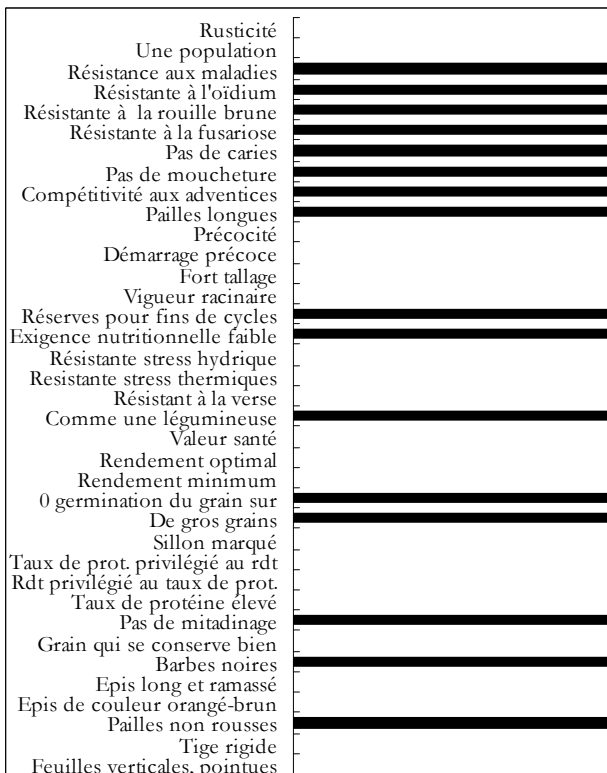 Rusticité
Une population
Résistance aux maladies
Résistante à l'oïdium
Résistante à la rouille brune
Résistante à la fusariose
Pas de caries
Pas de moucheture
Compétitivité aux adventices
Pailles longues
Précocité
Démarrage précoce
Fort tallage
Vigueur racinaire
Réserves pour fins de cycles
Exigence nutritionnelle faible
Résistante stress hydrique
Resistante stress thermiques
Résistant à la verse
Comme une légumineuse
Valeur santé
Rendement optimal
Rendement minimum
0 germination du grain sur
De gros grains
Sillon marqué
Taux de prot. privilégié au rdt
Rdt privilégié au taux de prot.
Taux de protéine élevé
Pas de mitadinage
Grain qui se conserve bien
Barbes noires
Epis long et ramassé
Epis de couleur orangé-brun
Pailles non rousses
Tige rigide
Feuilles verticales, pointues